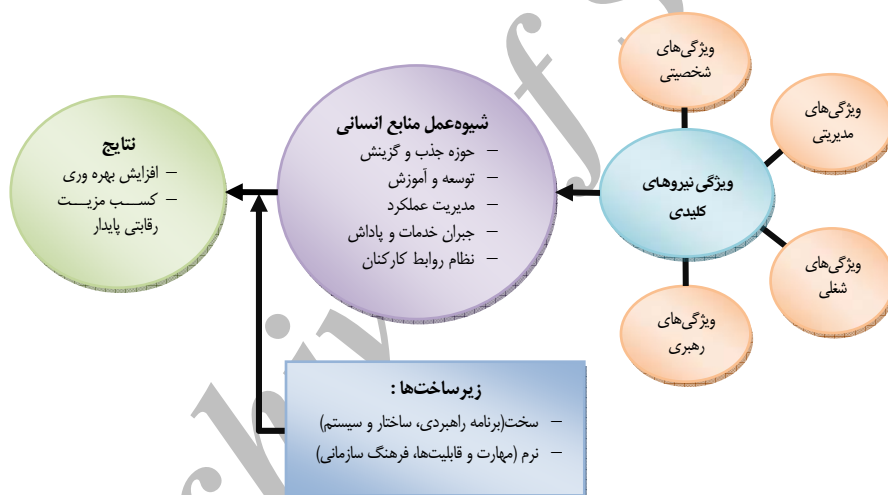 ویژگی‌های
شخصیتی
ویژگی‌های
مدیریتی
ویژگی نیروهای
کلیدی
ویژگی‌های
شغلی
ویژگی‌های
رهبری
شیوه‌عمل منابع انسانی
– حوزه جذب و گزینش
– توسعه و آموزش
– مدیریت عملکرد
– جبران خدمات و پاداش
– نظام روابط کارکنان
نتایج
– افزایش بهره وری
– کسب مزیت
رقابتی پایدار
زیرساخت‌ها :
– سخت(برنامه راهبردی، ساختار و سیستم)
– نرم (مهارت و قابلیت‌ها، فرهنگ سازمانی)